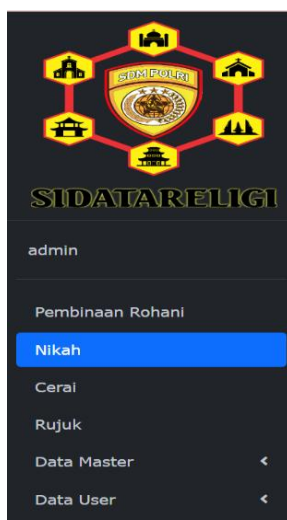 SDM POLRI
SIDATARELIGI
admin
Pembinaan Rohani
Nikah
Cerai
Rujuk
Data Master
Data User